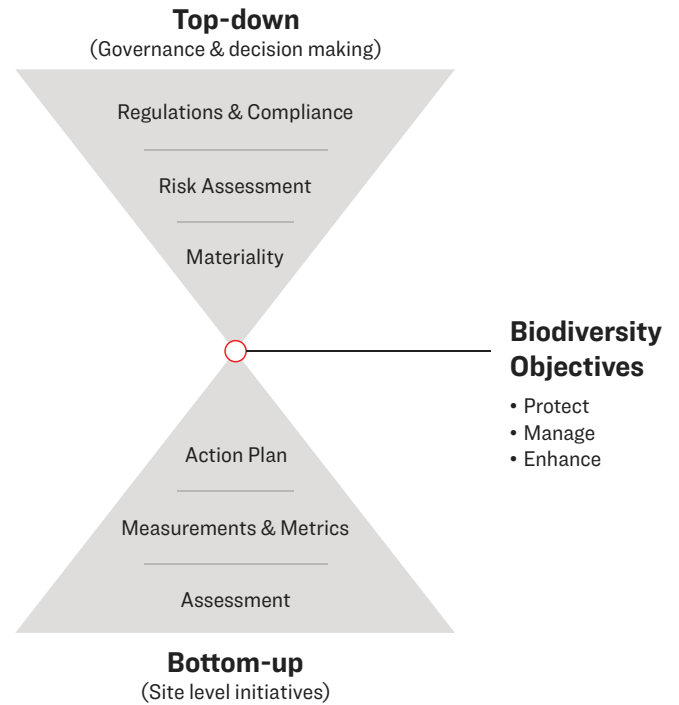 Top-down
(Governance & decision making)
Regulations & Compliance
Risk Assessment
Materiality
Biodiversity
Objectives
• Protect
• Manage
• Enhance
Action Plan
Measurements & Metrics
Assessment
Bottom-up
(Site level initiatives)